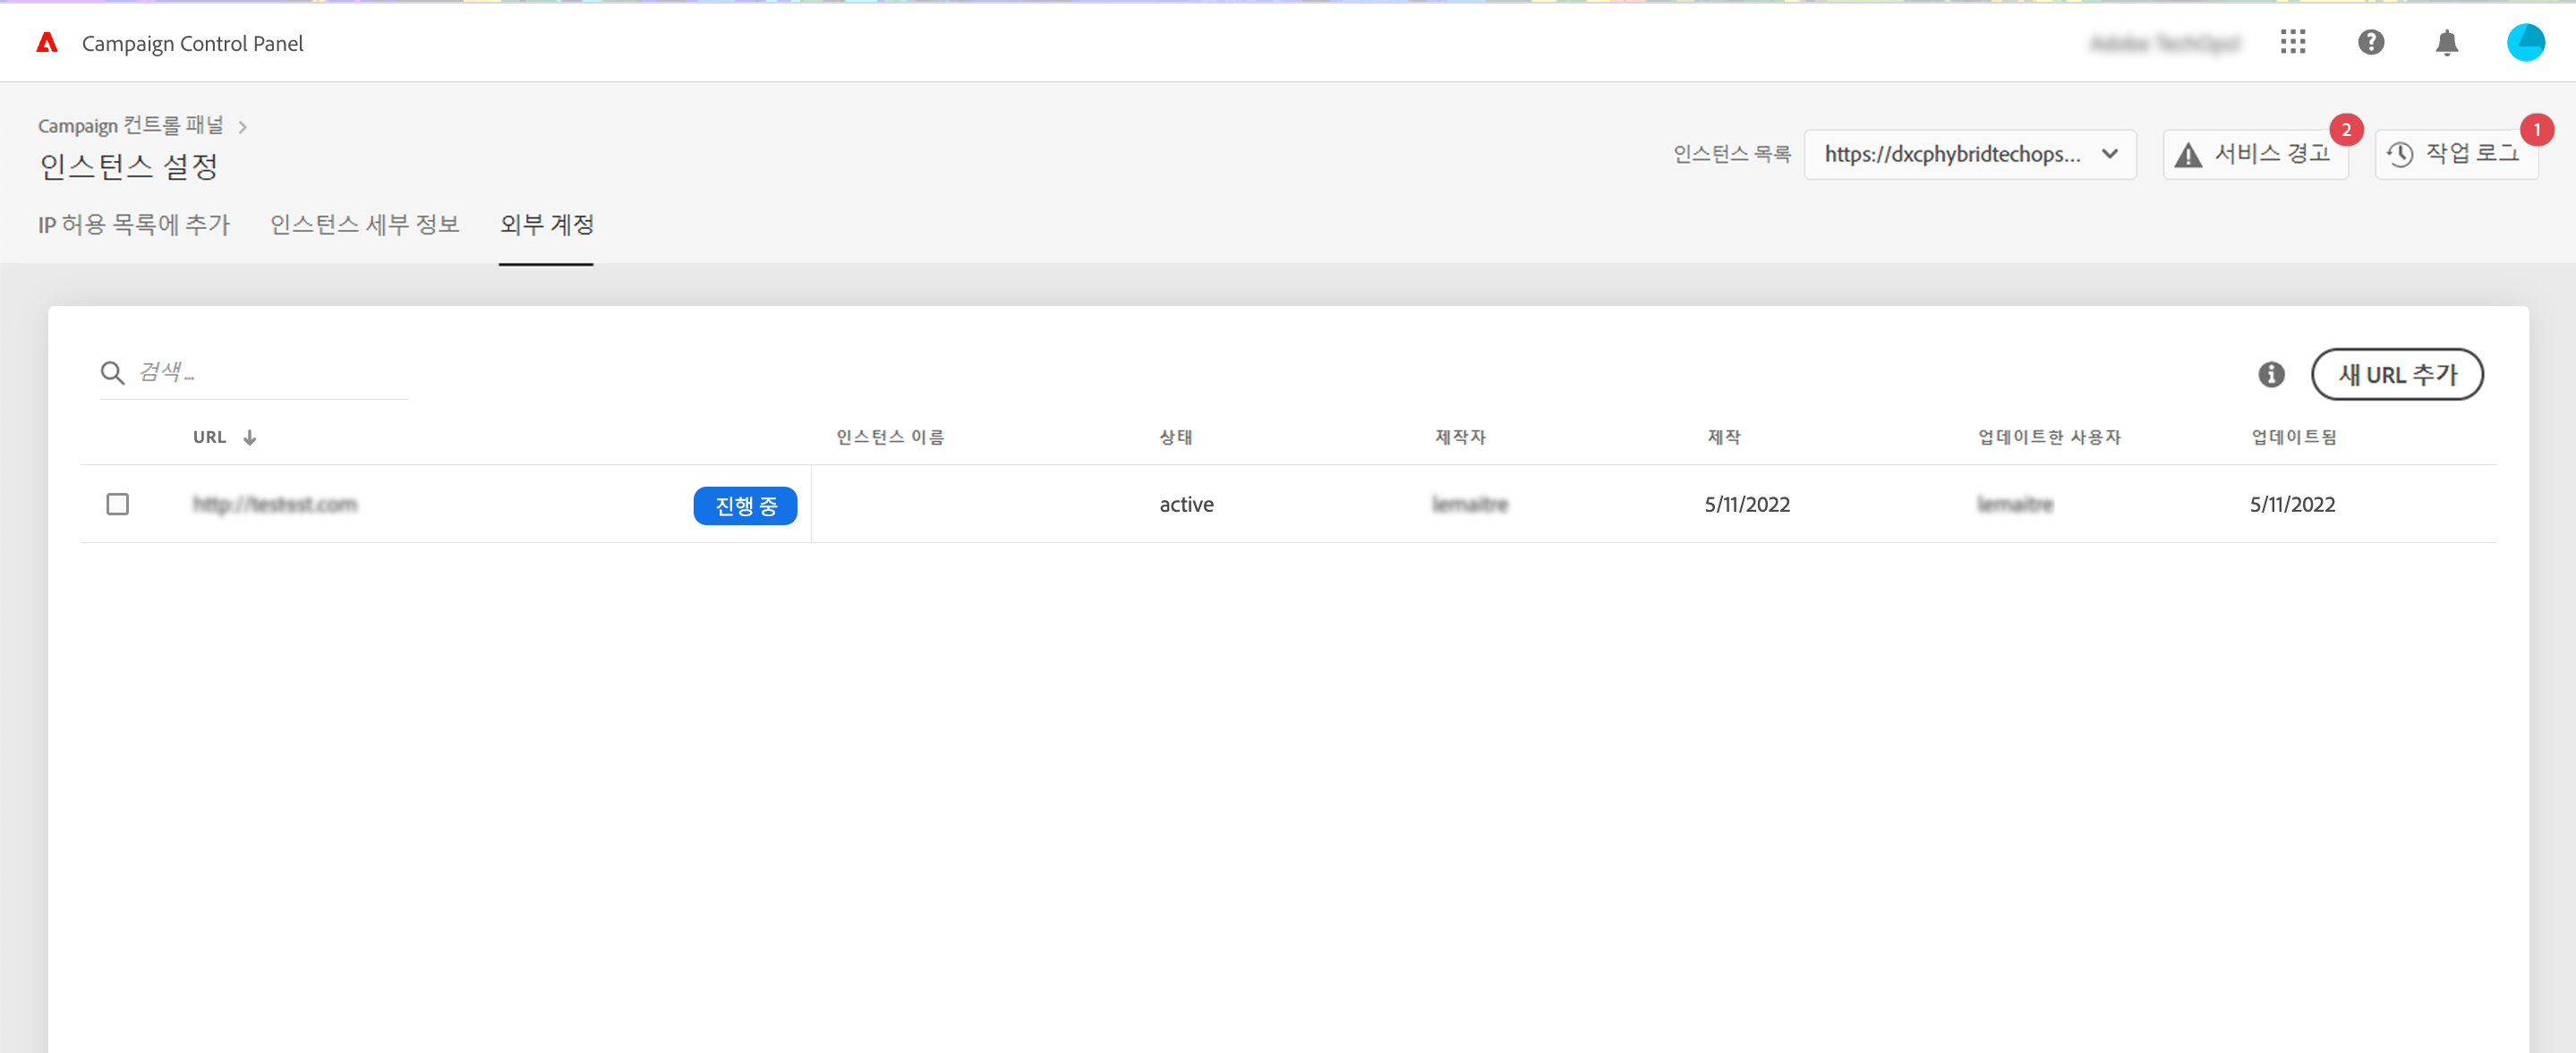 Campaign Control Panel
Campaign 컨트롤 패널
인스턴스 설정
인스턴스 목록
https://dxcphybridtechops...
서비스 경고
2
작업 로그
1
IP 허용 목록에 추가
인스턴스 세부 정보
외부 계정
검색...
새 URL 추가
URL
인스턴스 이름
상태
제작자
제작
업데이트한 사용자
업데이트됨
진행 중
active
5/11/2022
5/11/2022